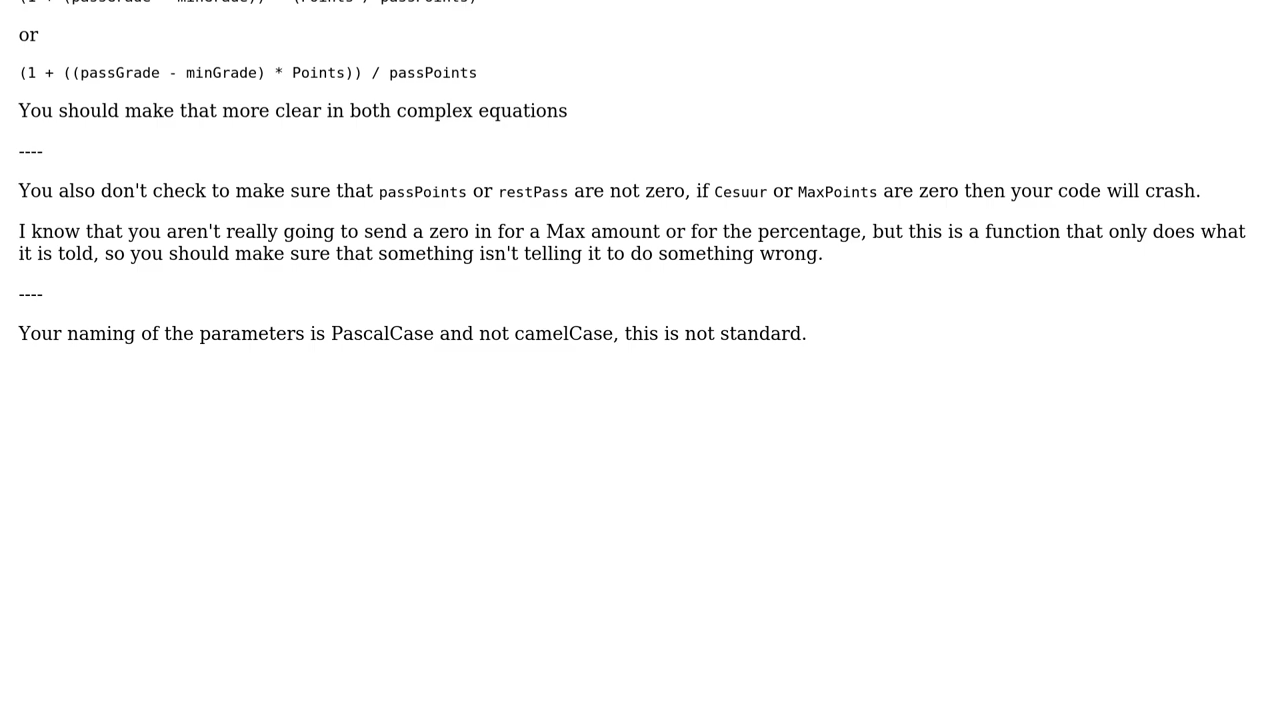 or
(1 + ((passGrade - minGrade) * Points)) / passPoints
You should make that more clear in both complex equations
----
You also don't check to make sure that passPoints or restPass are not zero, if Cesuur or MaxPoints are zero then your code will crash.
I know that you aren't really going to send a zero in for a Max amount or for the percentage, but this is a function that only does what
it is told, so you should make sure that something isn't telling it to do something wrong.
----
Your naming of the parameters is PascalCase and not camelCase, this is not standard.